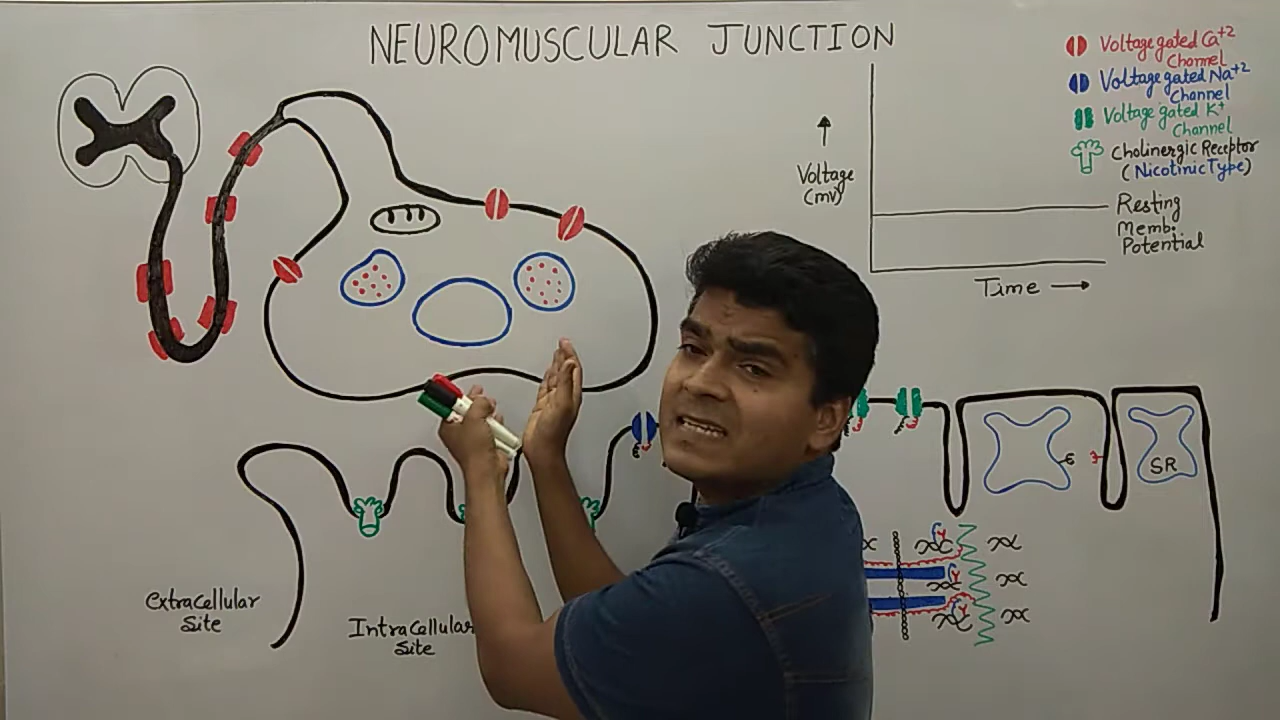 NEUROMUSCULAR JUNCTION
Voltage gated Ca+2
Channel
Voltage gated Na+2
Channel
Voltage gated K+
Channel
Cholinergic Receptor
(Nicotinic Type)
Voltage
(mv)
Resting
Memb.
Potential
Time
SR
Extracellular
Site
Intracellular
Site